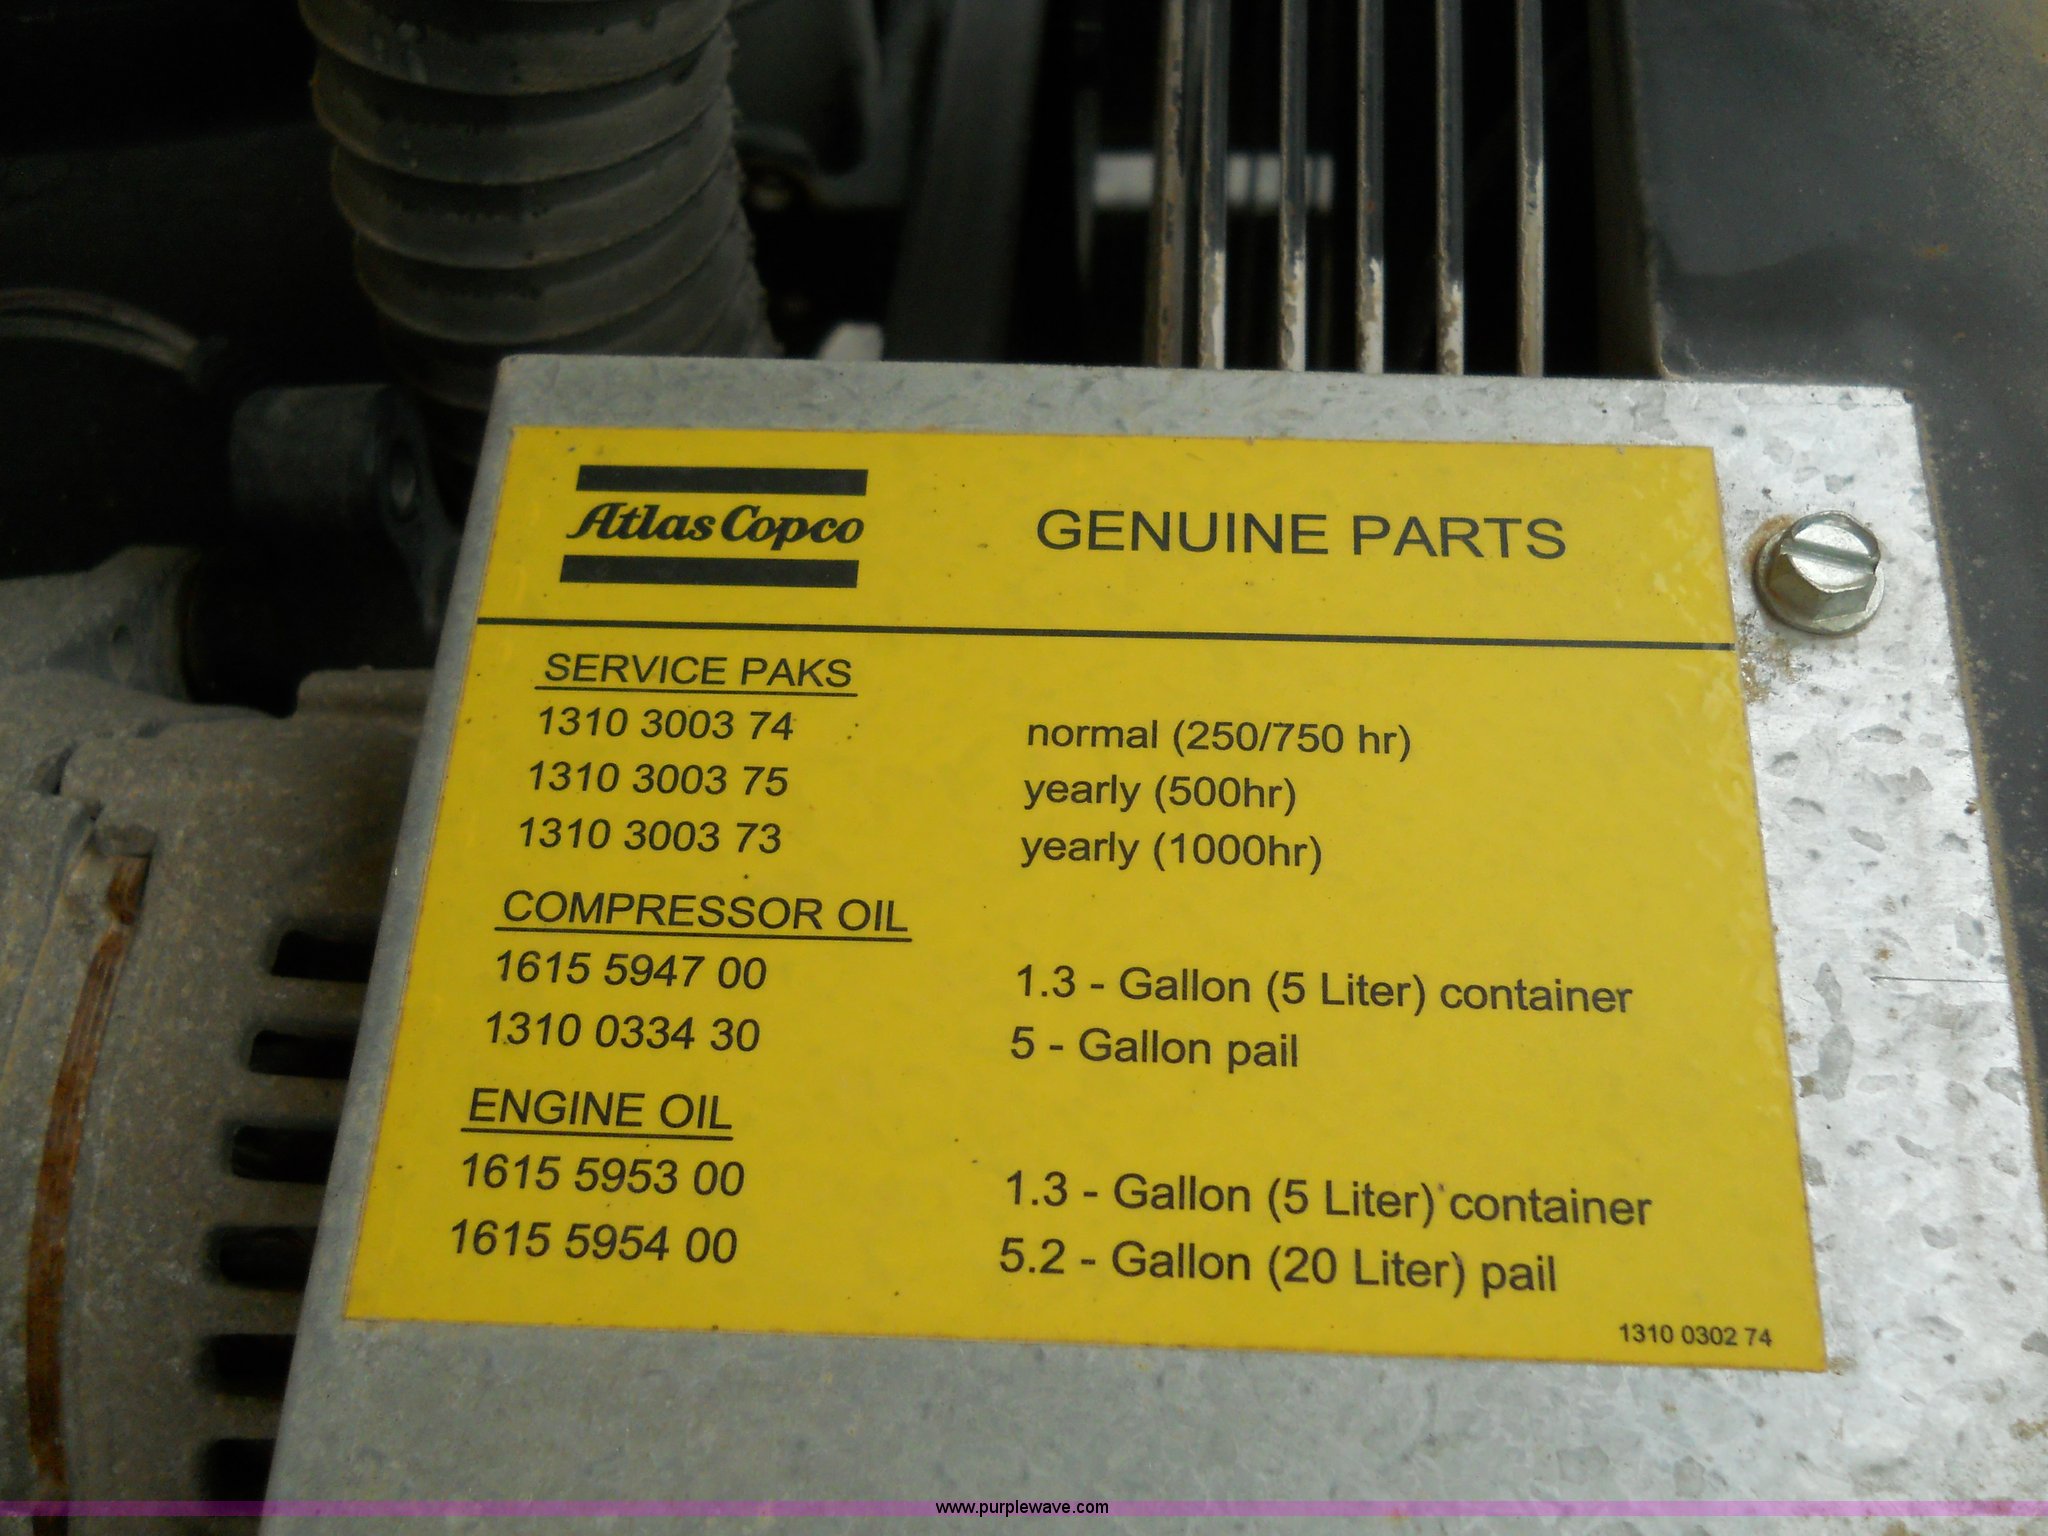 Atlas Copco
GENUINE PARTS
SERVICE PAKS
1310 3003 74 normal (250/750 hr)
1310 3003 75 yearly (500hr)
1310 3003 73 yearly (1000hr)
COMPRESSOR OIL
1615 5947 00 1.3 - Gallon (5 Liter) container
1310 0334 30 5 - Gallon pail
ENGINE OIL
1615 5953 00 1.3 - Gallon (5 Liter) container
1615 5954 00 5.2 - Gallon (20 Liter) pail
1310 0302 74
www.purplewave.com